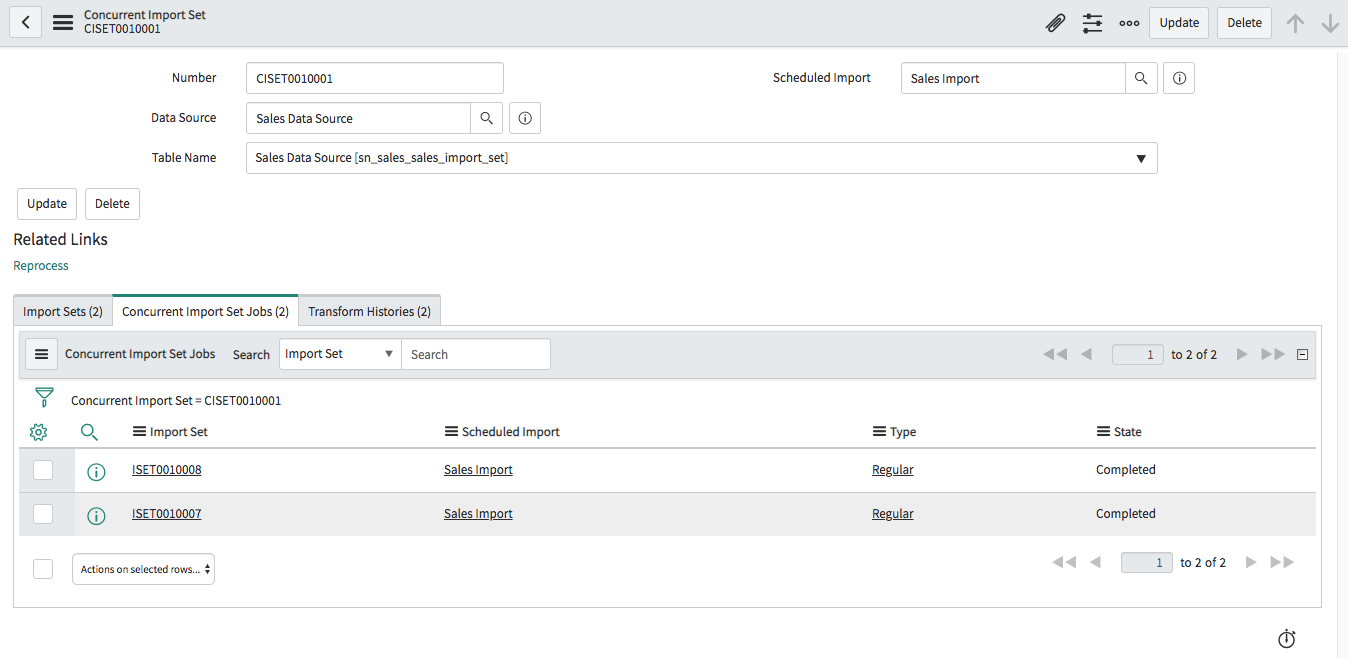 Concurrent Import Set
CISET0010001
Update Delete
Number CISET0010001 Scheduled Import Sales Import
Data Source Sales Data Source
Table Name Sales Data Source [sn_sales_sales_import_set]
Update Delete
Related Links
Reprocess
Import Sets (2) Concurrent Import Set Jobs (2) Transform Histories (2)
Concurrent Import Set Jobs Search Import Set Search 1 to 2 of 2
Concurrent Import Set = CISET0010001
Import Set Scheduled Import Type State
ISET0010008 Sales Import Regular Completed
ISET0010007 Sales Import Regular Completed
Actions on selected rows... 1 to 2 of 2